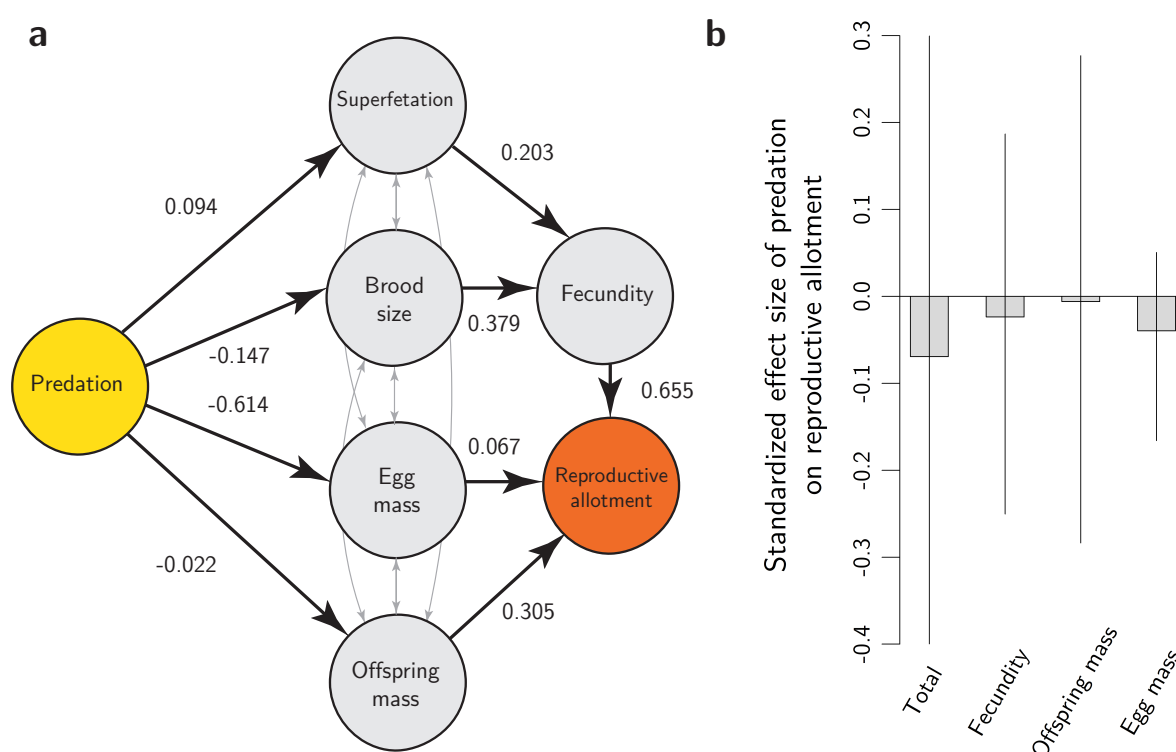 a
Superfetation
0.094
0.203
Brood
size
Fecundity
-0.147
0.379
Predation
-0.614
0.655
0.067
Egg
mass
Reproductive
allotment
-0.022
0.305
Offspring
mass
b
Standardized effect size of predation
on reproductive allotment
0.3
0.2
0.1
0.0
-0.1
-0.2
-0.3
-0.4
Total
Fecundity
Offspring mass
Egg mass